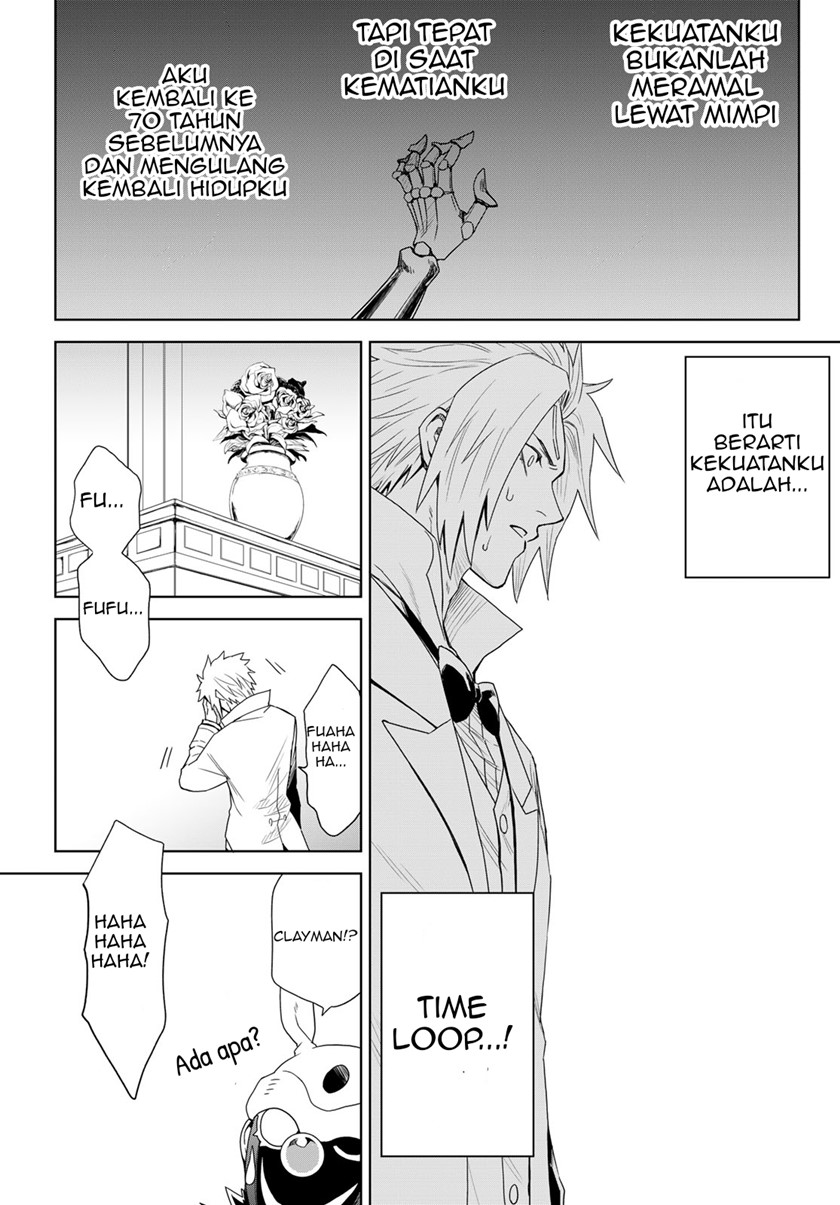 KEKUATANKU
BUKANLAH
MERAMAL
LEWAT MIMPI
TAPI TEPAT
DI SAAT
KEMATIANKU
AKU
KEMBALI KE
70 TAHUN
SEBELUMNYA
DAN MENGULANG
KEMBALI HIDUPKU
ITU
BERARTI
KEKUATANKU
ADALAH...
TIME
LOOP...!
FU...
FUFU...
FUAHA
HAHA
HA...
CLAYMAN!?
Ada apa?
HAHA
HAHA
HAHA!